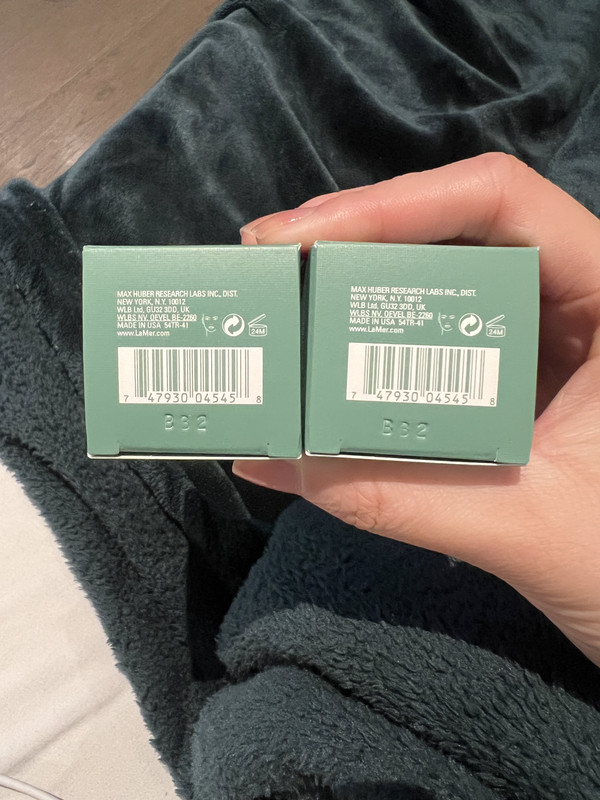 MAX HUBER RESEARCH LABS INC., DIST.
NEW YORK, N.Y. 10012
WLB Ltd, GU32 3DD, UK
WLBS NV, OEVEL BE-2260
MADE IN USA 54TR-41
www.LaMer.com
24M
7 47930 04545 8
B32
MAX HUBER RESEARCH LABS INC., DIST.
NEW YORK, N.Y. 10012
WLB Ltd, GU32 3DD, UK
WLBS NV, OEVEL BE-2260
MADE IN USA 54TR-41
www.LaMer.com
24M
7 47930 04545 8
B32